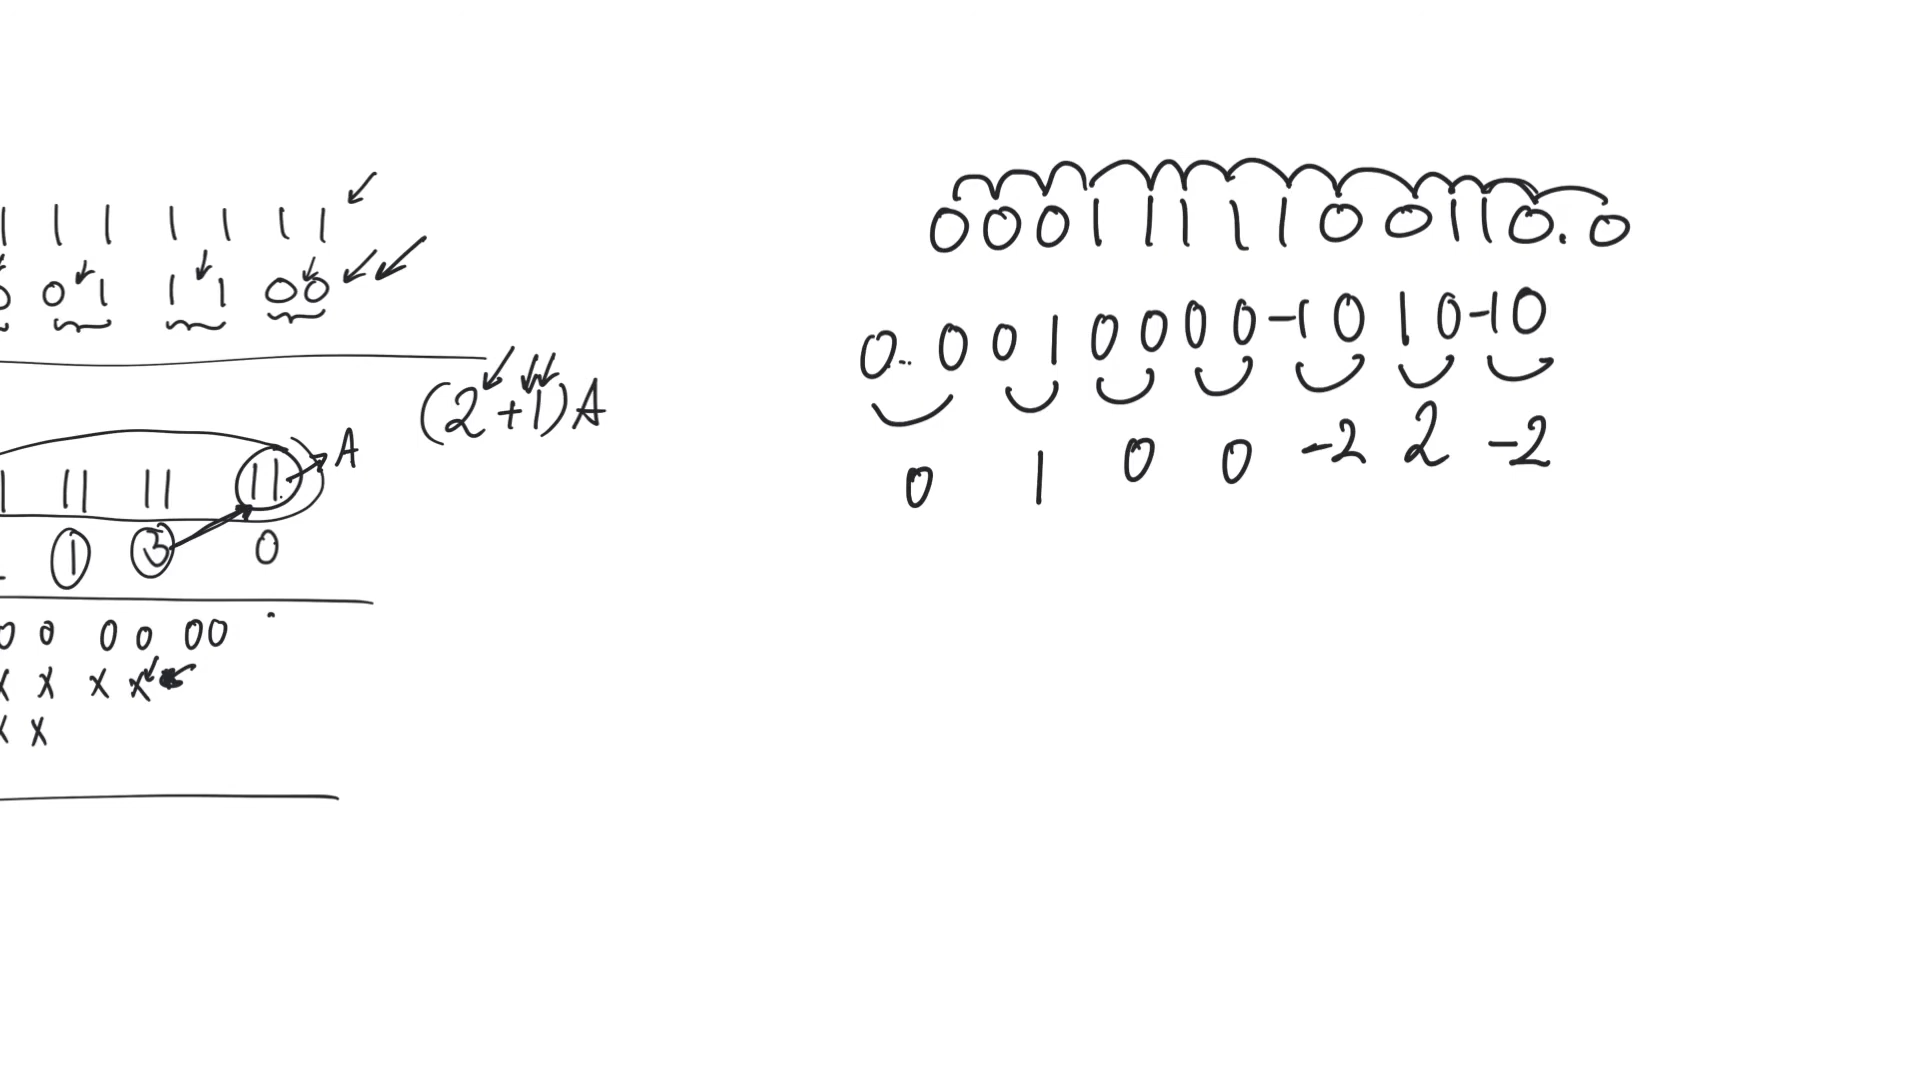 1 1 1 1 1 1 1
0 0 1 1 1 0 0
(2+1)A
1 11 11 11 A
1 3 0
0 0 0 0 0 0
X X X X
X X
0 0 0 1 1 1 1 1 0 0 1 1 0 . 0
0 .. 0 0 1 0 0 0 0 -1 0 1 0 -1 0
0 1 0 0 -2 2 -2